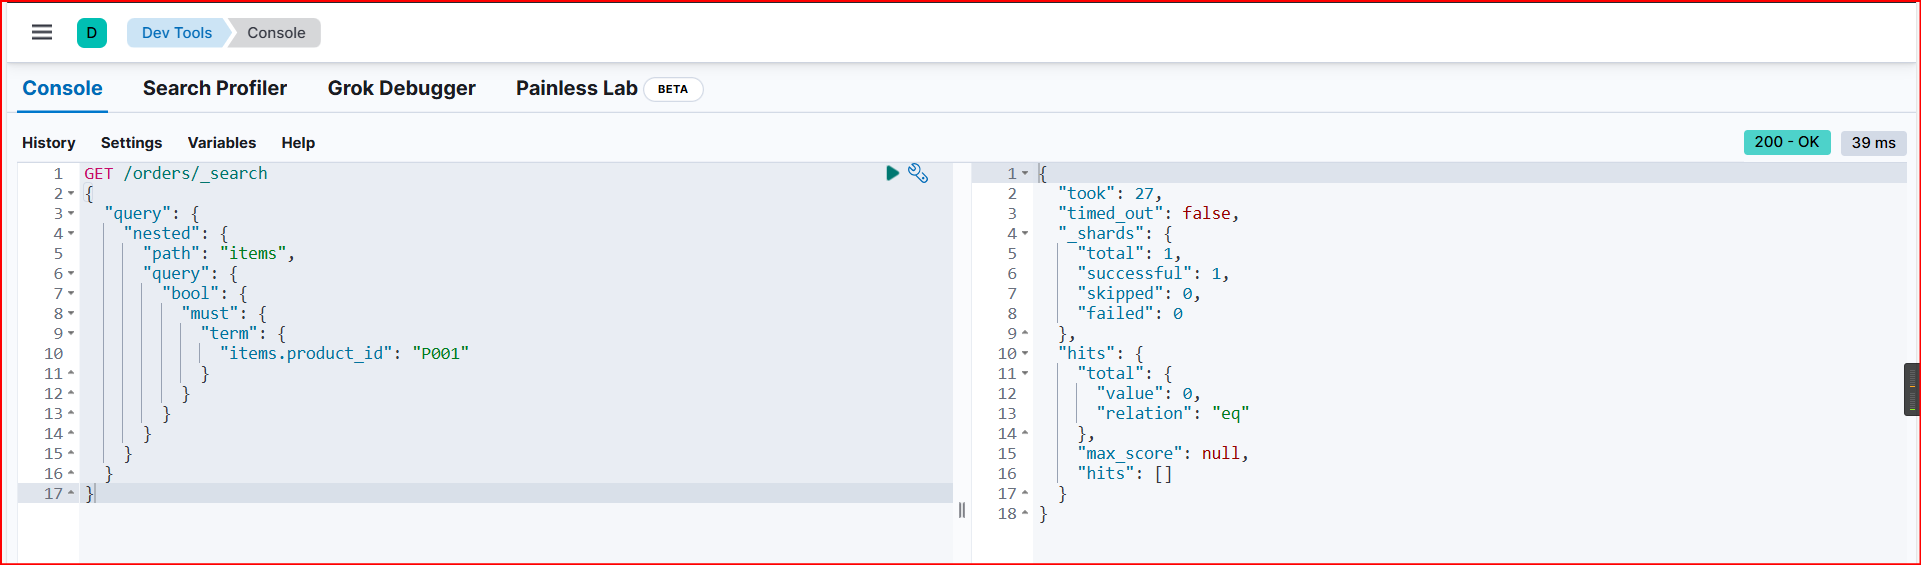 D Dev Tools Console
Console Search Profiler Grok Debugger Painless Lab BETA
History Settings Variables Help 200 - OK 39 ms
1 GET /orders/_search
2 {
3 "query": {
4 "nested": {
5 "path": "items",
6 "query": {
7 "bool": {
8 "must": {
9 "term": {
10 "items.product_id": "P001"
11 }
12 }
13 }
14 }
15 }
16 }
17 }
1 {
2 "took": 27,
3 "timed_out": false,
4 "_shards": {
5 "total": 1,
6 "successful": 1,
7 "skipped": 0,
8 "failed": 0
9 },
10 "hits": {
11 "total": {
12 "value": 0,
13 "relation": "eq"
14 },
15 "max_score": null,
16 "hits": []
17 }
18 }